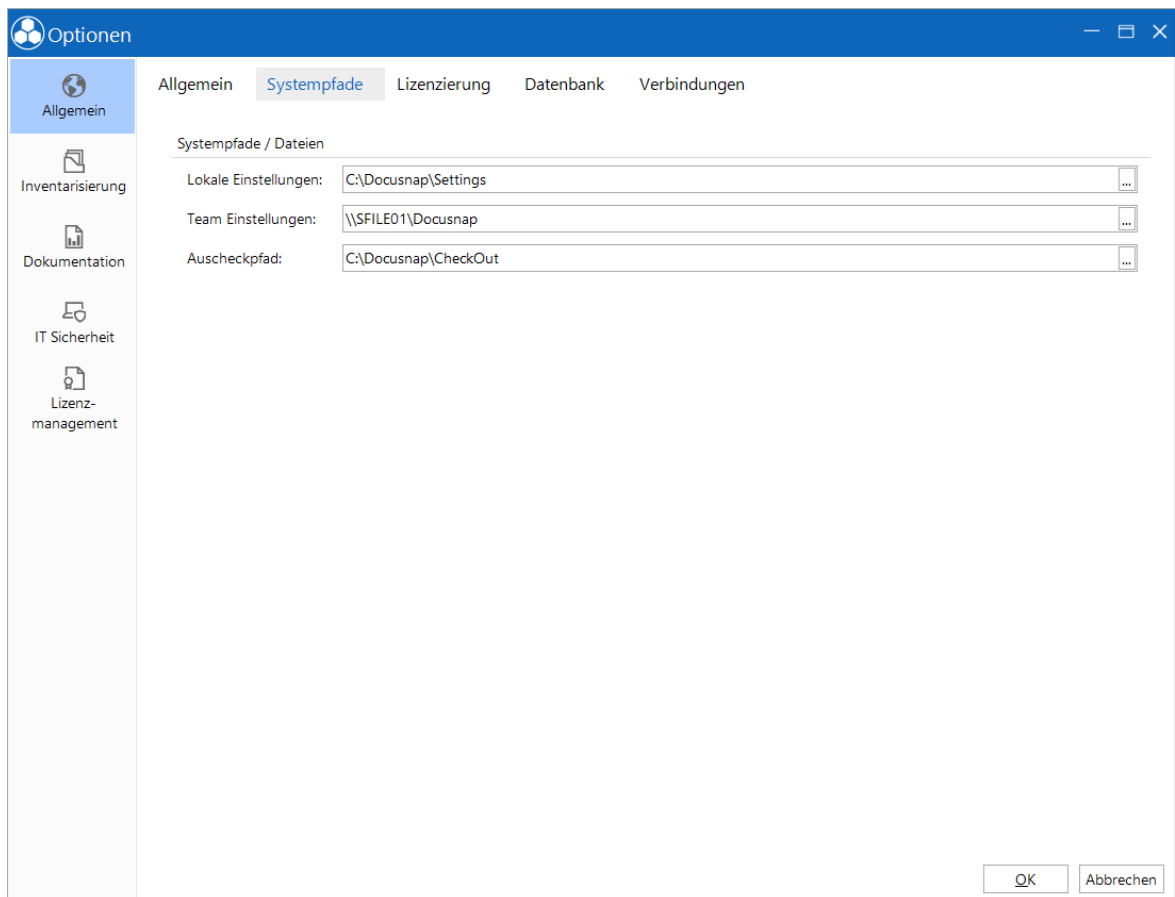 Optionen
Allgemein
Inventarisierung
Dokumentation
IT Sicherheit
Lizenz-
management
Allgemein Systempfade Lizenzierung Datenbank Verbindungen
Systempfade / Dateien
Lokale Einstellungen: C:\Docusnap\Settings ...
Team Einstellungen: \\SFILE01\Docusnap ...
Auscheckpfad: C:\Docusnap\CheckOut ...
OK Abbrechen